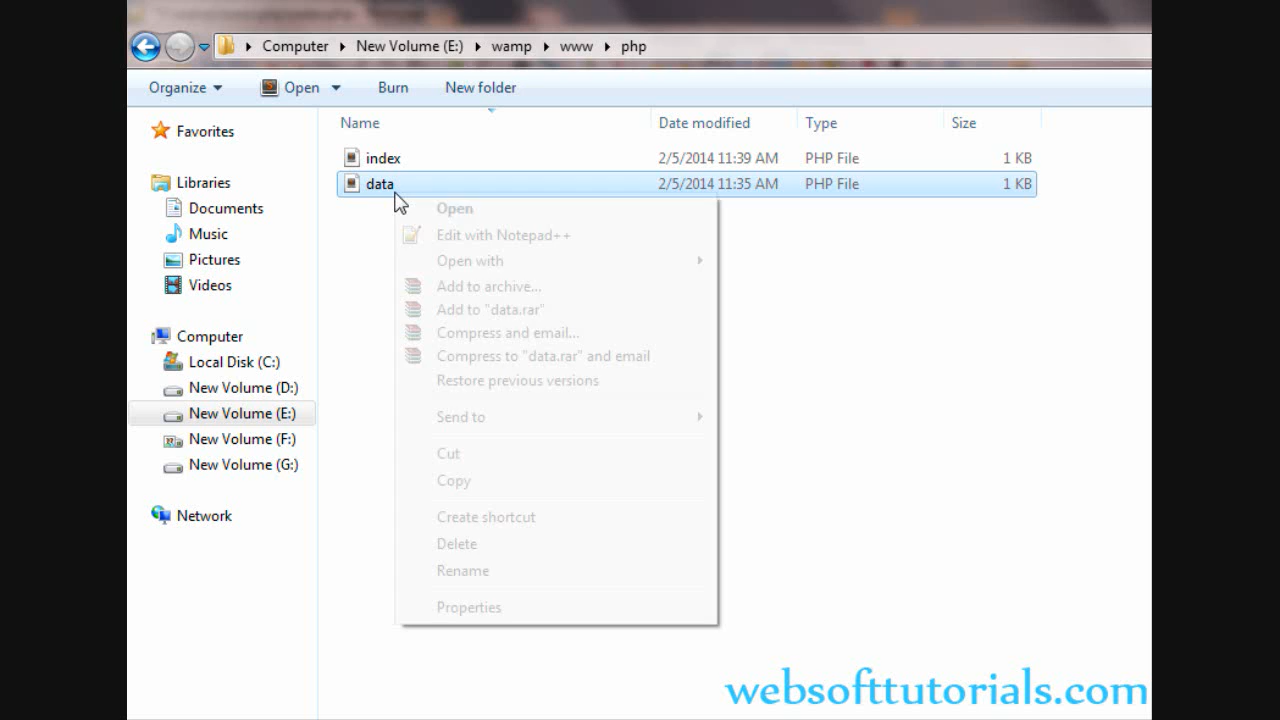 Computer New Volume (E:) wamp www php
Organize Open Burn New folder
Name Date modified Type Size
index 2/5/2014 11:39 AM PHP File 1 KB
data 2/5/2014 11:35 AM PHP File 1 KB
Favorites
Libraries
Documents
Music
Pictures
Videos
Computer
Local Disk (C:)
New Volume (D:)
New Volume (E:)
New Volume (F:)
New Volume (G:)
Network
Open
Edit with Notepad++
Open with
Add to archive...
Add to "data.rar"
Compress and email...
Compress to "data.rar" and email
Restore previous versions
Send to
Cut
Copy
Create shortcut
Delete
Rename
Properties
websofttutorials.com